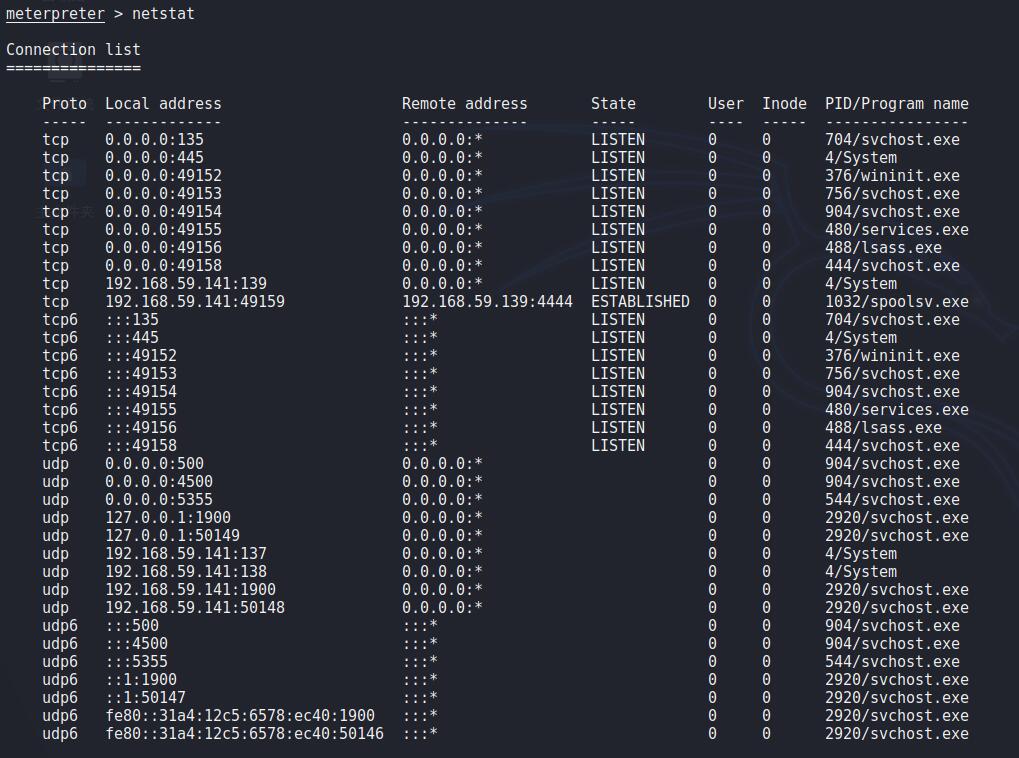 meterpreter > netstat
Connection list
===============
Proto  Local address                    Remote address       State        User  Inode  PID/Program name
-----  -------------                    --------------       -----        ----  -----  ----------------
tcp    0.0.0.0:135                      0.0.0.0:*            LISTEN       0     0      704/svchost.exe
tcp    0.0.0.0:445                      0.0.0.0:*            LISTEN       0     0      4/System
tcp    0.0.0.0:49152                    0.0.0.0:*            LISTEN       0     0      376/wininit.exe
tcp    0.0.0.0:49153                    0.0.0.0:*            LISTEN       0     0      756/svchost.exe
tcp    0.0.0.0:49154                    0.0.0.0:*            LISTEN       0     0      904/svchost.exe
tcp    0.0.0.0:49155                    0.0.0.0:*            LISTEN       0     0      480/services.exe
tcp    0.0.0.0:49156                    0.0.0.0:*            LISTEN       0     0      488/lsass.exe
tcp    0.0.0.0:49158                    0.0.0.0:*            LISTEN       0     0      444/svchost.exe
tcp    192.168.59.141:139               0.0.0.0:*            LISTEN       0     0      4/System
tcp    192.168.59.141:49159             192.168.59.139:4444  ESTABLISHED  0     0      1032/spoolsv.exe
tcp6   :::135                           :::*                 LISTEN       0     0      704/svchost.exe
tcp6   :::445                           :::*                 LISTEN       0     0      4/System
tcp6   :::49152                         :::*                 LISTEN       0     0      376/wininit.exe
tcp6   :::49153                         :::*                 LISTEN       0     0      756/svchost.exe
tcp6   :::49154                         :::*                 LISTEN       0     0      904/svchost.exe
tcp6   :::49155                         :::*                 LISTEN       0     0      480/services.exe
tcp6   :::49156                         :::*                 LISTEN       0     0      488/lsass.exe
tcp6   :::49158                         :::*                 LISTEN       0     0      444/svchost.exe
udp    0.0.0.0:500                      0.0.0.0:*                         0     0      904/svchost.exe
udp    0.0.0.0:4500                     0.0.0.0:*                         0     0      904/svchost.exe
udp    0.0.0.0:5355                     0.0.0.0:*                         0     0      544/svchost.exe
udp    127.0.0.1:1900                   0.0.0.0:*                         0     0      2920/svchost.exe
udp    127.0.0.1:50149                  0.0.0.0:*                         0     0      2920/svchost.exe
udp    192.168.59.141:137               0.0.0.0:*                         0     0      4/System
udp    192.168.59.141:138               0.0.0.0:*                         0     0      4/System
udp    192.168.59.141:1900              0.0.0.0:*                         0     0      2920/svchost.exe
udp    192.168.59.141:50148             0.0.0.0:*                         0     0      2920/svchost.exe
udp6   :::500                           :::*                              0     0      904/svchost.exe
udp6   :::4500                          :::*                              0     0      904/svchost.exe
udp6   :::5355                          :::*                              0     0      544/svchost.exe
udp6   ::1:1900                         :::*                              0     0      2920/svchost.exe
udp6   ::1:50147                        :::*                              0     0      2920/svchost.exe
udp6   fe80::31a4:12c5:6578:ec40:1900   :::*                              0     0      2920/svchost.exe
udp6   fe80::31a4:12c5:6578:ec40:50146  :::*                              0     0      2920/svchost.exe